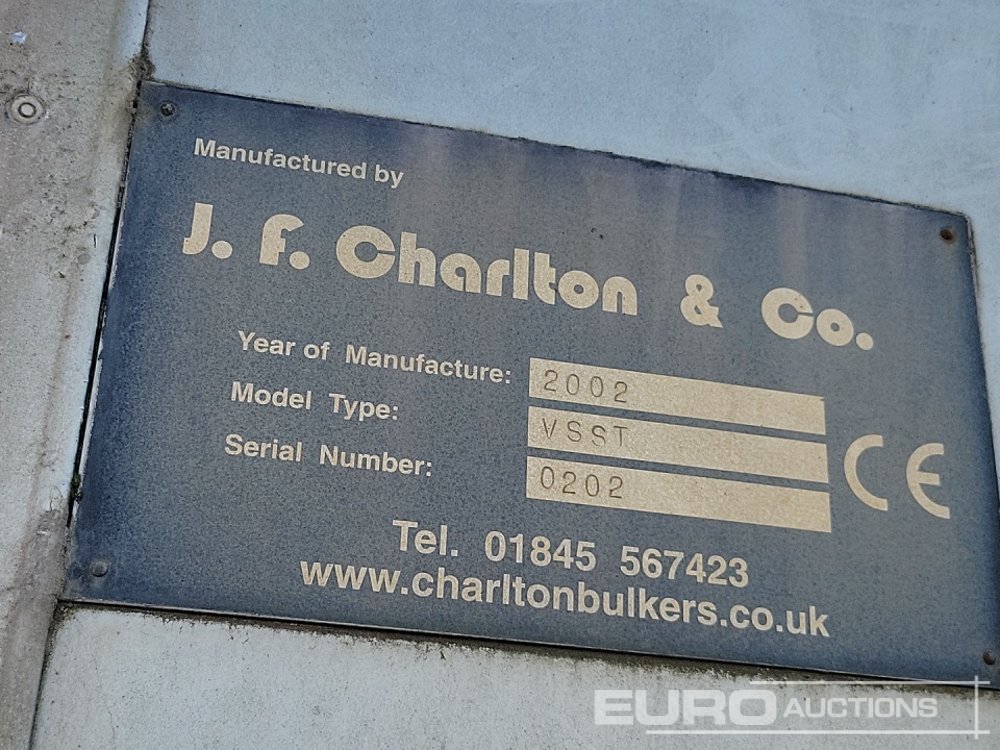 Manufactured by
J. F. Charlton & Co.
Year of Manufacture: 2002
Model Type: VSST
Serial Number: 0202
CE
Tel. 01845 567423
www.charltonbulkers.co.uk
EURO AUCTIONS